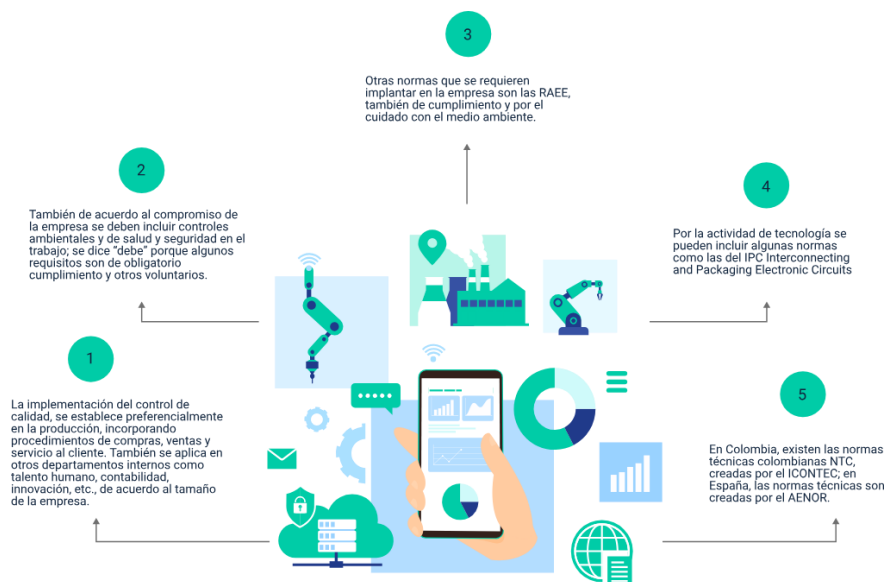 3
Otras normas que se requieren
implantar en la empresa son las RAEE,
también de cumplimiento y por el
cuidado con el medio ambiente.
2
También de acuerdo al compromiso de
la empresa se deben incluir controles
ambientales y de salud y seguridad en el
trabajo; se dice "debe" porque algunos
requisitos son de obligatorio
cumplimiento y otros voluntarios.
4
Por la actividad de tecnología se
pueden incluir algunas normas
como las del IPC Interconnecting
and Packaging Electronic Circuits
1
La implementación del control de
calidad, se establece preferencialmente
en la producción, incorporando
procedimientos de compras, ventas y
servicio al cliente. También se aplica en
otros departamentos internos como
talento humano, contabilidad,
innovación, etc., de acuerdo al tamaño
de la empresa.
5
En Colombia, existen las normas
técnicas colombianas NTC,
creadas por el ICONTEC; en
España, las normas técnicas son
creadas por el AENOR.